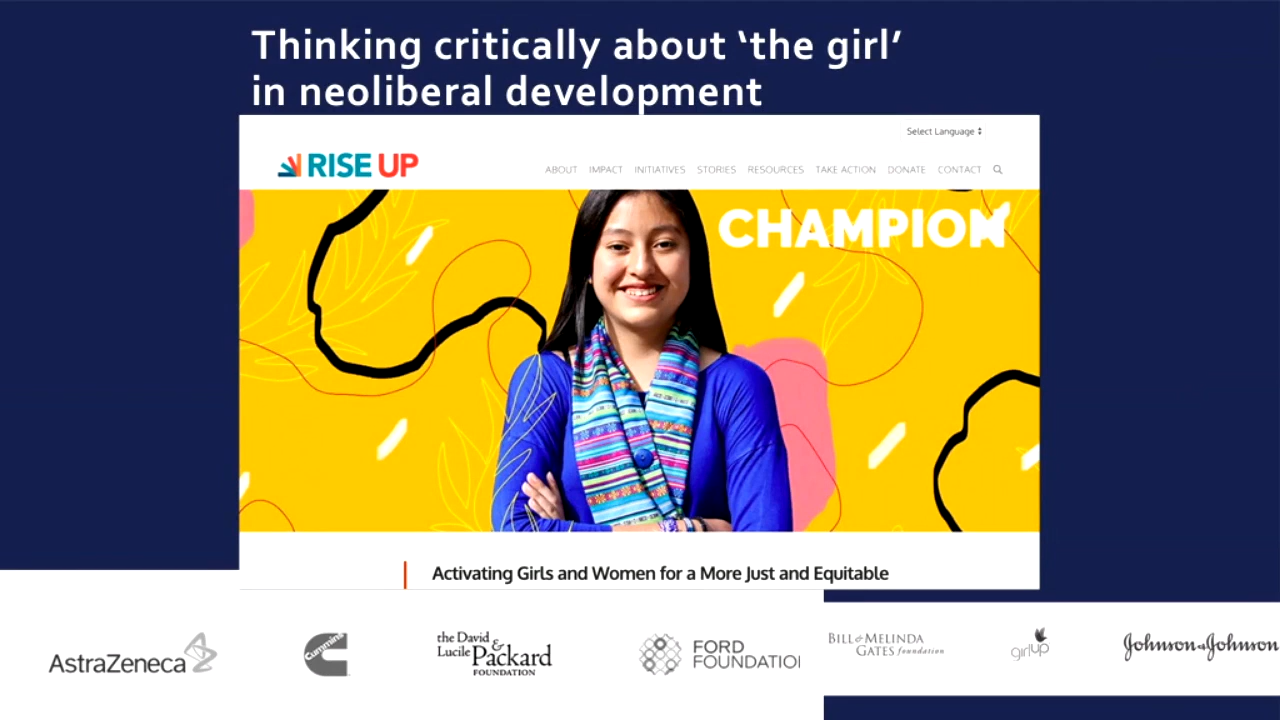 Thinking critically about ‘the girl’
in neoliberal development
Select Language
RISE UP
ABOUT IMPACT INITIATIVES STORIES RESOURCES TAKE ACTION DONATE CONTACT
CHAMPION
Activating Girls and Women for a More Just and Equitable
AstraZeneca
Cummins
the David
& Lucile Packard
FOUNDATION
FORD
FOUNDATIO
BILL & MELINDA
GATES foundation
girlup
Johnson & Johnson